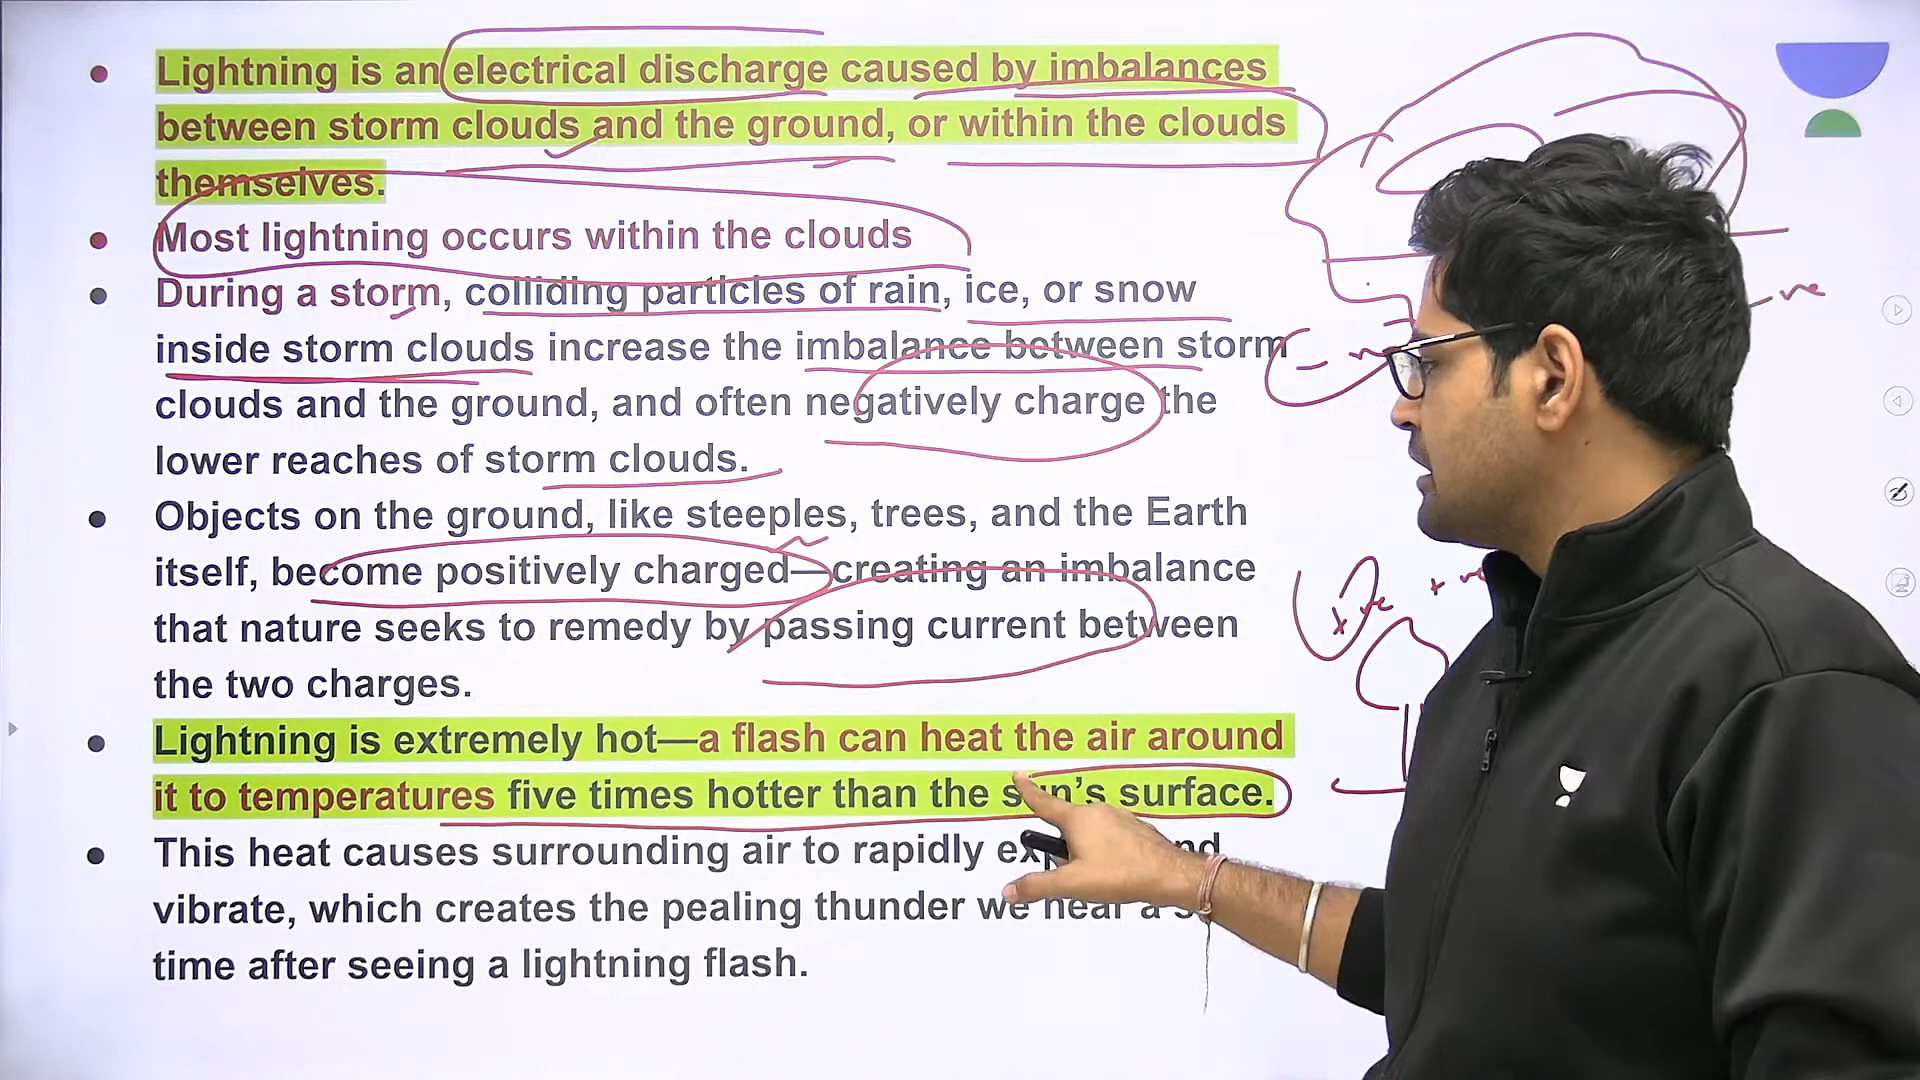 Lightning is an electrical discharge caused by imbalances
between storm clouds and the ground, or within the clouds
themselves.
Most lightning occurs within the clouds
During a storm, colliding particles of rain, ice, or snow
inside storm clouds increase the imbalance between storm
clouds and the ground, and often negatively charge the
lower reaches of storm clouds.
Objects on the ground, like steeples, trees, and the Earth
itself, become positively charged—creating an imbalance
that nature seeks to remedy by passing current between
the two charges.
Lightning is extremely hot—a flash can heat the air around
it to temperatures five times hotter than the sun's surface.
This heat causes surrounding air to rapidly
vibrate, which creates the pealing thunder we hear a
time after seeing a lightning flash.
-ve